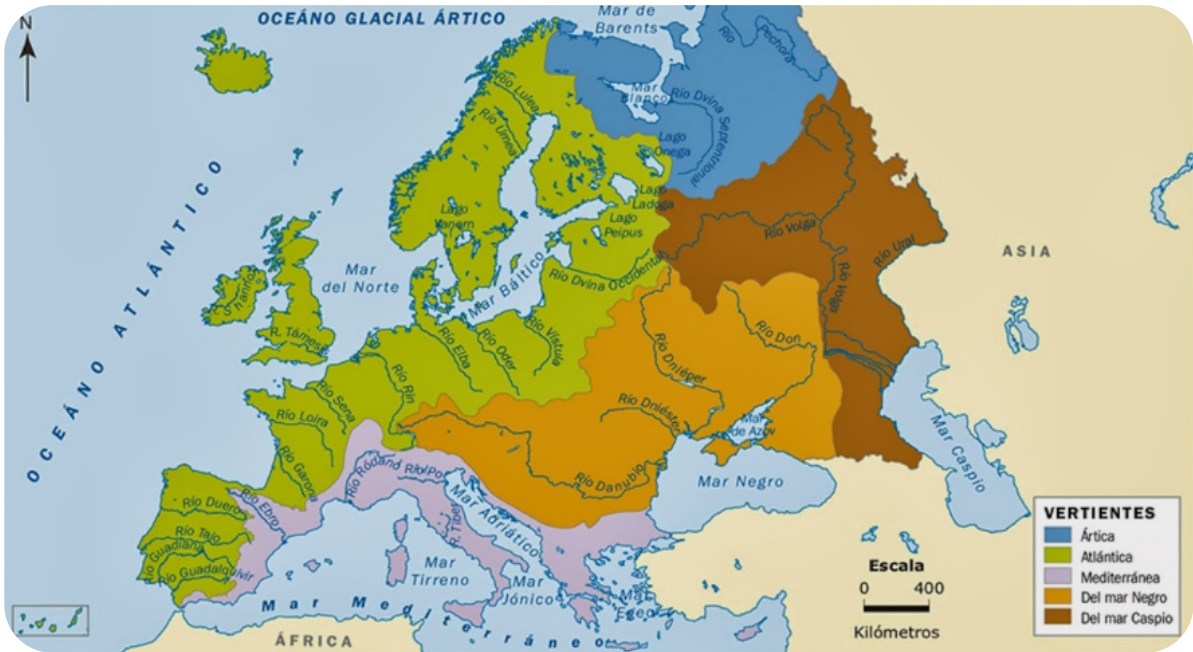 OCEÁNO GLACIAL ÁRTICO
Mar de
Barents
N
Río
Pechora
Mar
Blanco
Río Dvina
Septentrional
Río Lulea
Río Umea
Lago
Onega
Lago
Ladoga
Lago
Vanern
Lago
Peipus
OCEÁNO ATLÁNTICO
Mar
del Norte
Mar Báltico
Río Dvina Occidental
Río Volga
Río Volga
Río Ural
ASIA
Shannon
R. Támesis
Río Elba
Río Oder
Río Vístula
Río Rin
Río Sena
Río Loira
Río Garona
Río Don
Río Dniéper
Río Dniéster
Mar
de Azov
Río Danubio
Mar Negro
Mar Caspio
Río Ródano
Río Po
R. Tíber
Mar Adriático
Río Duero
Río Ebro
Río Tajo
Río Guadiana
Río Guadalquivir
Mar
Tirreno
Mar
Jónico
Mar
Egeo
Mar Mediterráneo
ÁFRICA
Escala
0 400
Kilómetros
VERTIENTES
Ártica
Atlántica
Mediterránea
Del mar Negro
Del mar Caspio